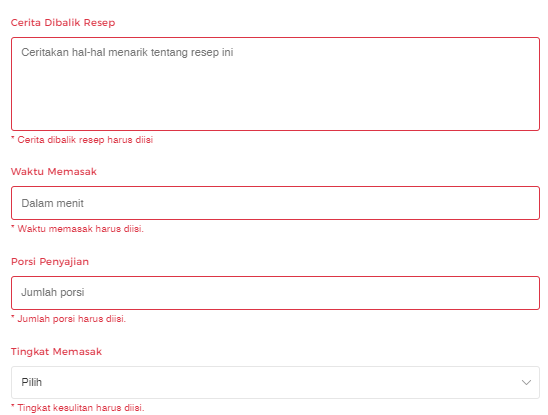 Cerita Dibalik Resep
Ceritakan hal-hal menarik tentang resep ini
* Cerita dibalik resep harus diisi
Waktu Memasak
Dalam menit
* Waktu memasak harus diisi.
Porsi Penyajian
Jumlah porsi
* Jumlah porsi harus diisi.
Tingkat Memasak
Pilih
* Tingkat kesulitan harus diisi.